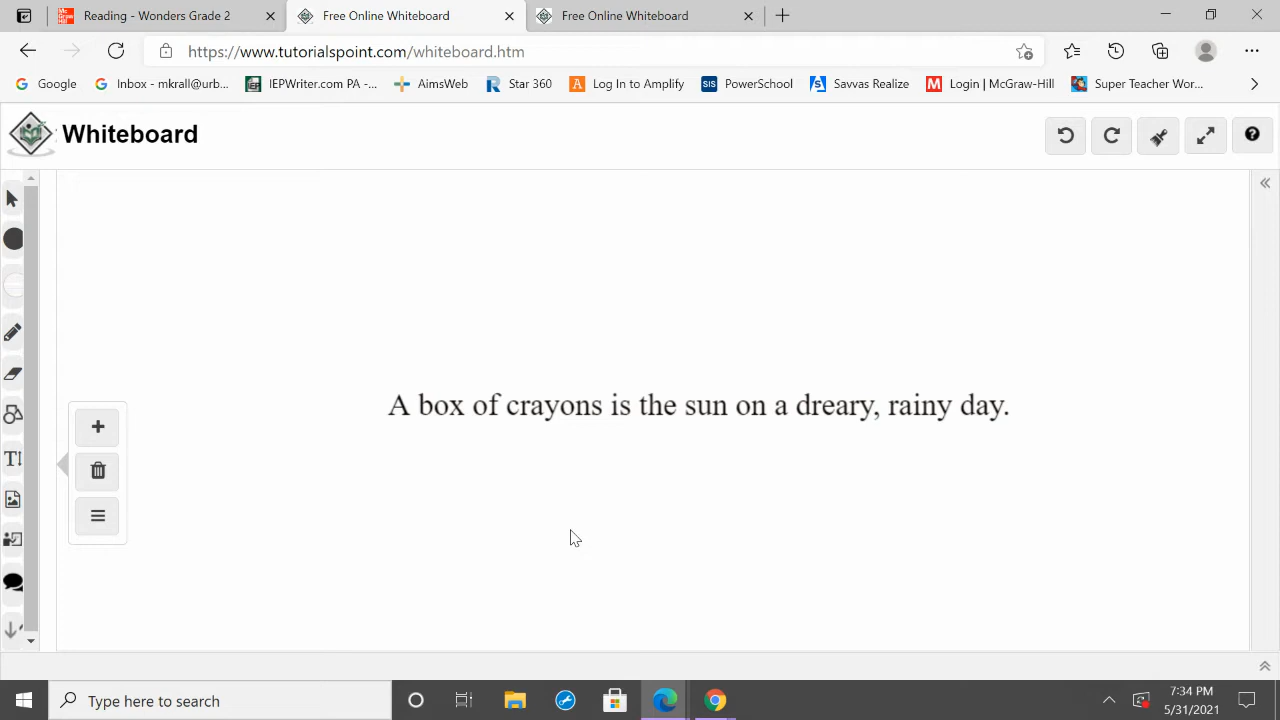 Reading - Wonders Grade 3
Free Online Whiteboard
Free Online Whiteboard
https://www.tutorialspoint.com/whiteboard.htm
Google
Inbox - mkrall@urb...
IEPWriter.com PA -...
AimsWeb
Star 360
Log In to Amplify
SIS PowerSchool
Savvas Realize
Login | McGraw-Hill
Super Teacher Wor...
Whiteboard
A box of crayons is the sun on a dreary, rainy day.
Type here to search
7:34 PM
5/31/2021